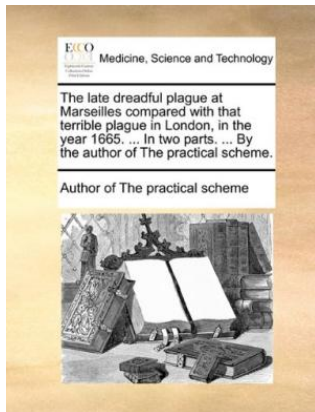 ECCO
Medicine, Science and Technology
The late dreadful plague at
Marseilles compared with that
terrible plague in London, in the
year 1665. ... In two parts. ... By
the author of The practical scheme.
Author of The practical scheme